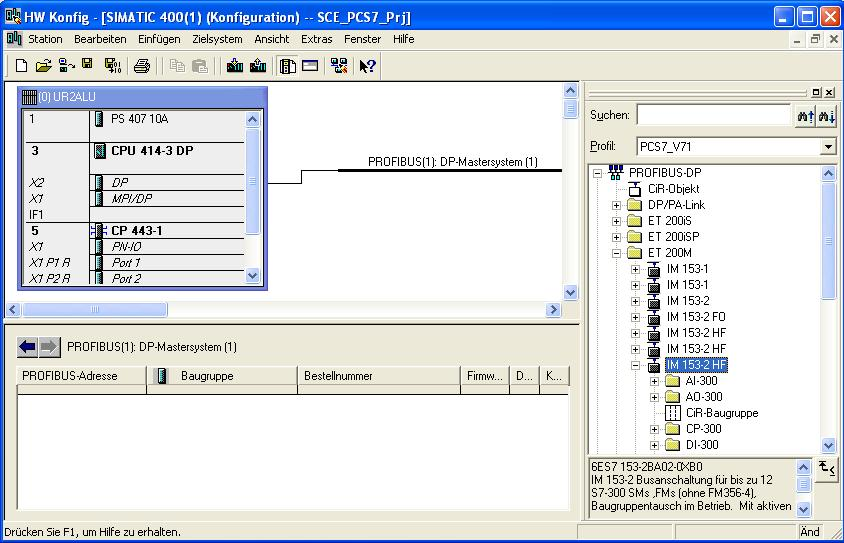 HW Konfig - [SIMATIC 400(1) (Konfiguration) -- SCE_PCS7_Prj]
Station Bearbeiten Einfügen Zielsystem Ansicht Extras Fenster Hilfe
(0) UR2ALU
1 PS 407 10A
3 CPU 414-3 DP
X2 DP
X1 MPI/DP
IF1
5 CP 443-1
X1 PN-IO
X1 P1 R Port 1
X1 P2 R Port 2
PROFIBUS(1): DP-Mastersystem (1)
PROFIBUS(1): DP-Mastersystem (1)
PROFIBUS-Adresse Baugruppe Bestellnummer Firmw... D... K...
Suchen:
Profil: PCS7_V71
PROFIBUS-DP
CiR-Objekt
DP/PA-Link
ET 200iS
ET 200iSP
ET 200M
IM 153-1
IM 153-1
IM 153-2
IM 153-2 FO
IM 153-2 HF
IM 153-2 HF
IM 153-2 HF
AI-300
AO-300
CiR-Baugruppe
CP-300
DI-300
6ES7 153-2BA02-0XB0
IM 153-2 Busanschaltung für bis zu 12
S7-300 SMs ,FMs (ohne FM356-4),
Baugruppentausch im Betrieb. Mit aktiven
Drücken Sie F1, um Hilfe zu erhalten.
Änd